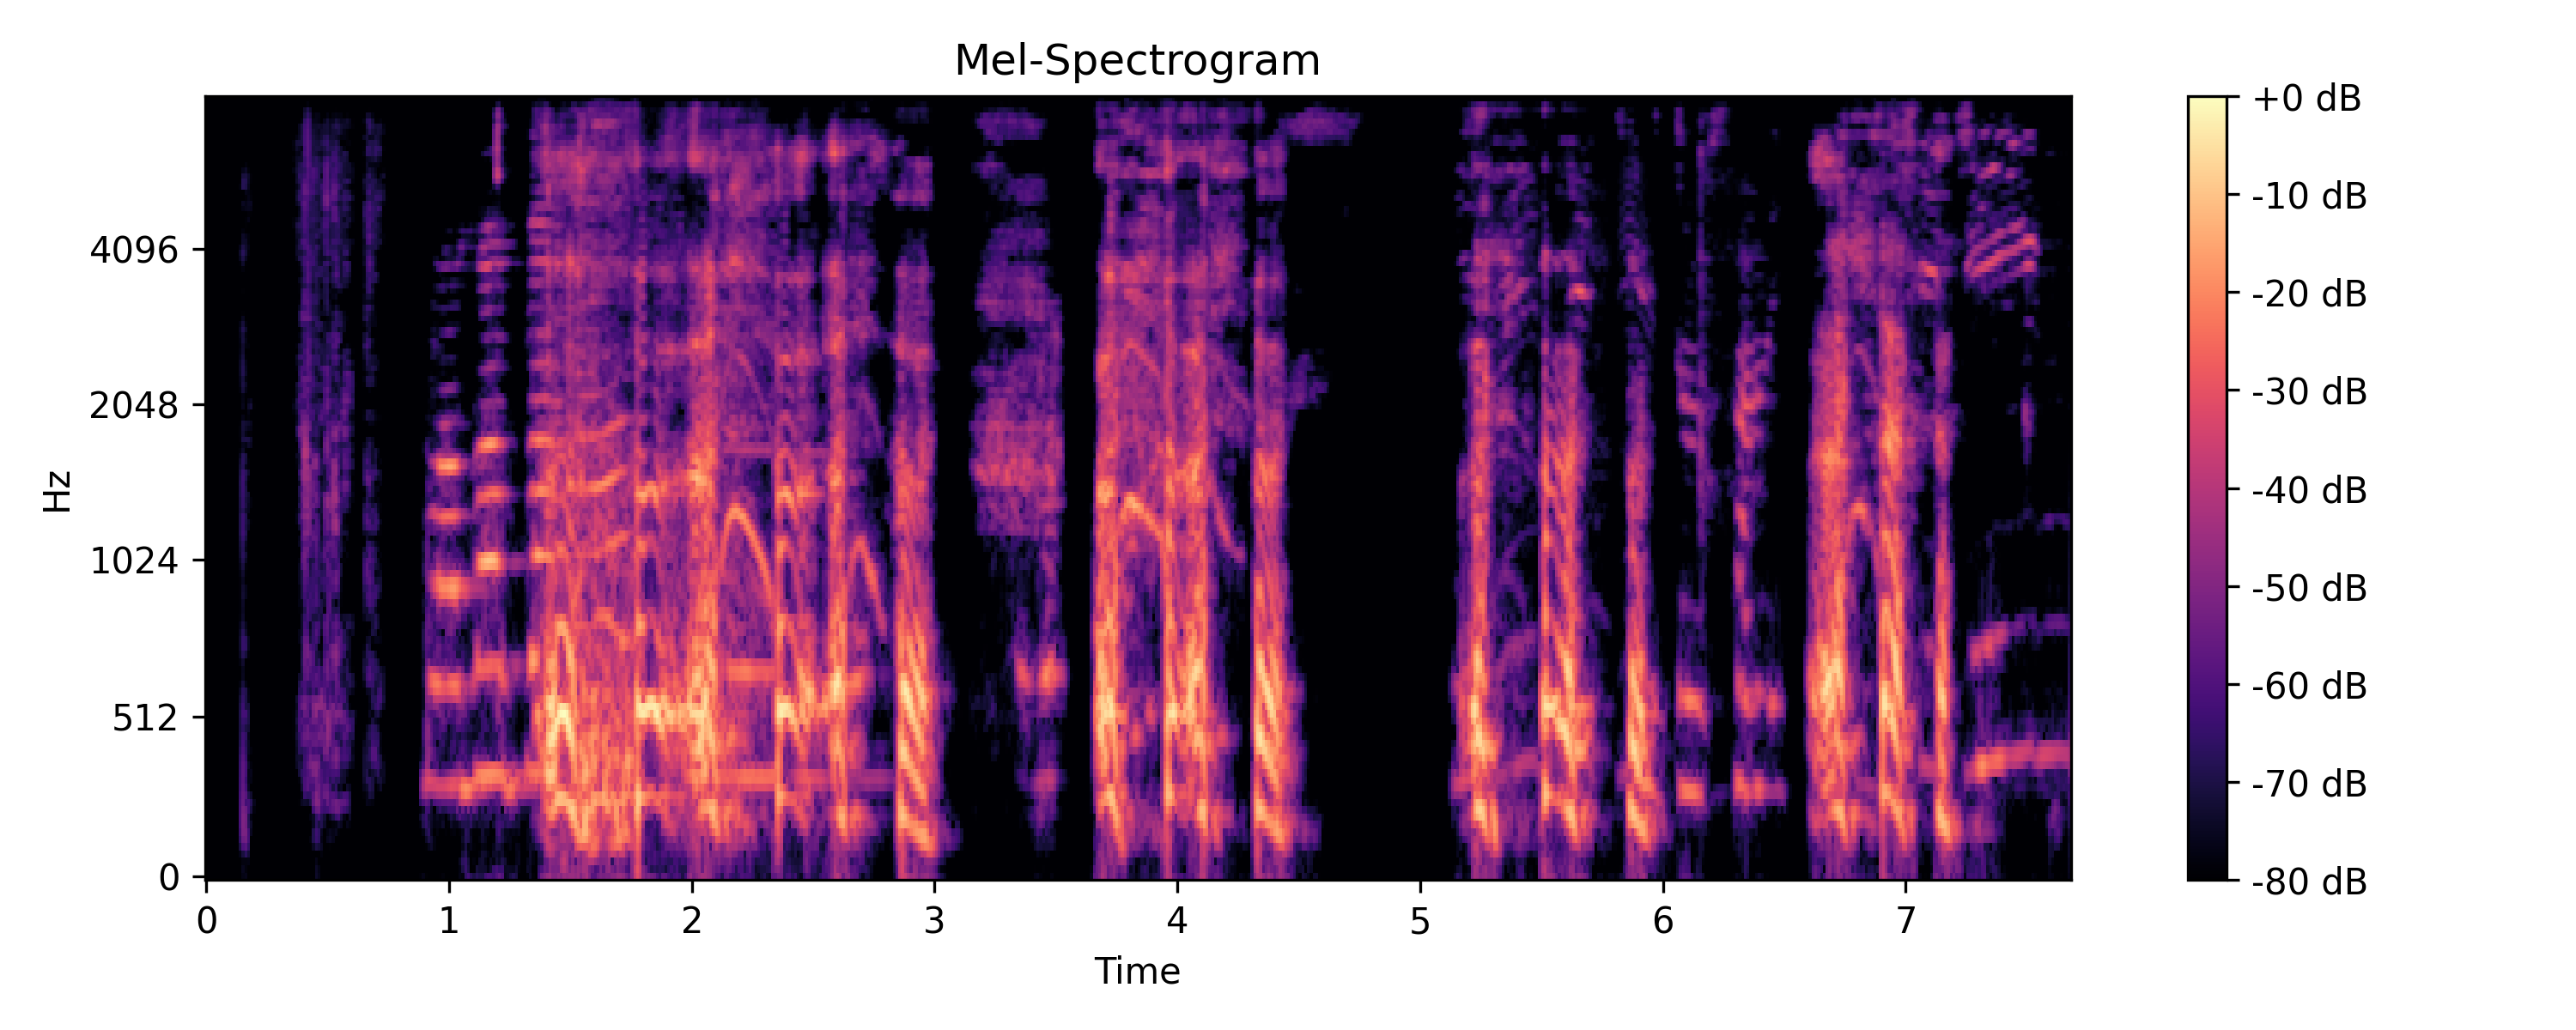 Mel-Spectrogram
+0 dB
-10 dB
-20 dB
-30 dB
-40 dB
-50 dB
-60 dB
-70 dB
-80 dB
Hz
4096
2048
1024
512
0
0 1 2 3 4 5 6 7
Time